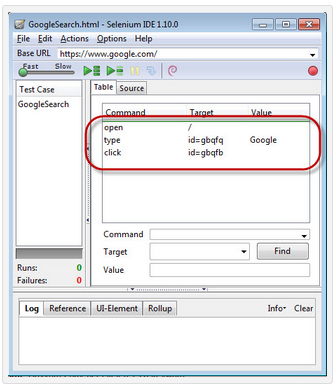 GoogleSearch.html - Selenium IDE 1.10.0
File Edit Actions Options Help
Base URL https://www.google.com/
Fast Slow
Test Case Table Source
GoogleSearch
Command Target Value
open /
type id=gbqfq Google
click id=gbqfb
Command
Target Find
Value
Runs: 0
Failures: 0
Log Reference UI-Element Rollup Info Clear